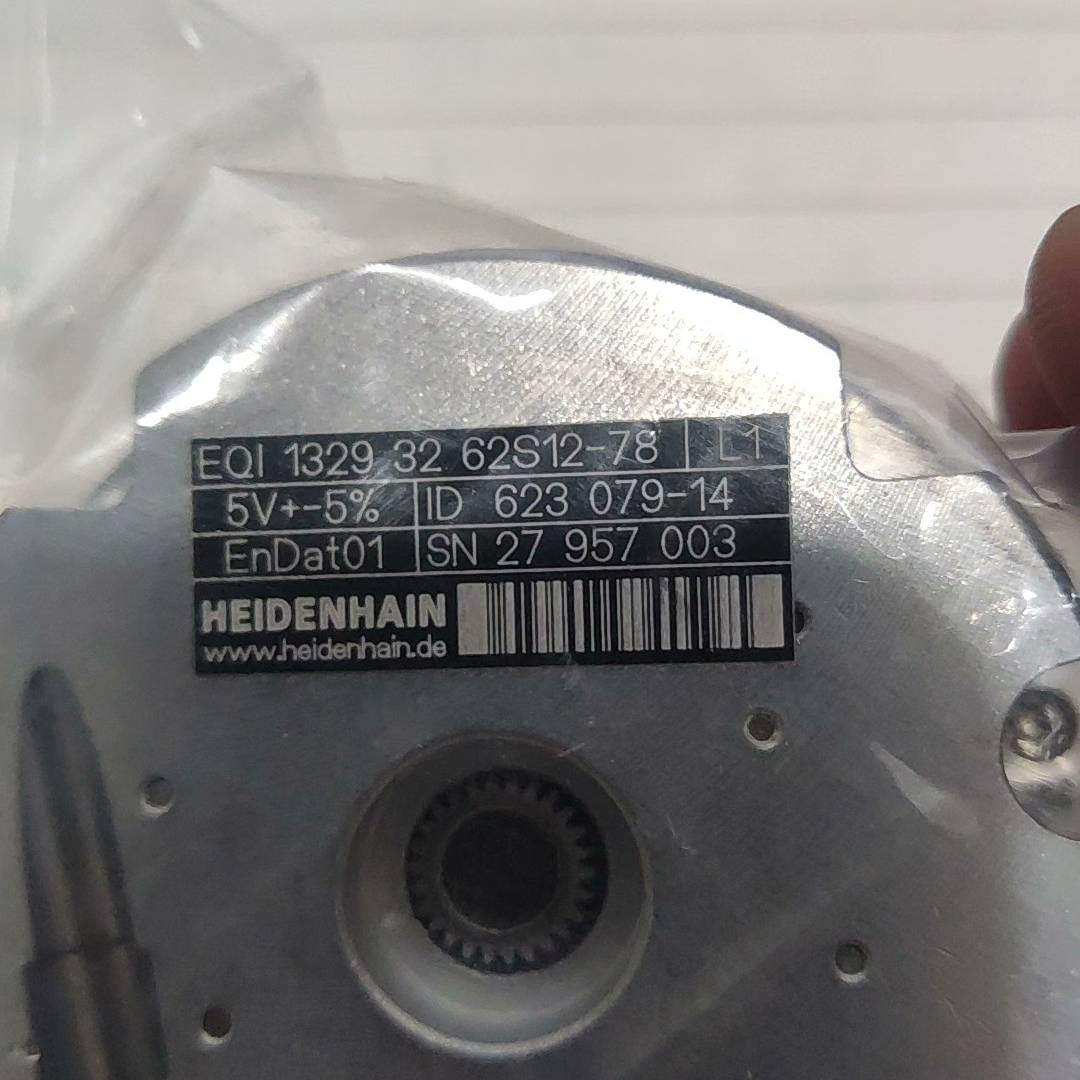 EQI 1329 32 62S12-78 L1
5V+-5% ID 623 079-14
EnDat01 SN 27 957 003
HEIDENHAIN
www.heidenhain.de